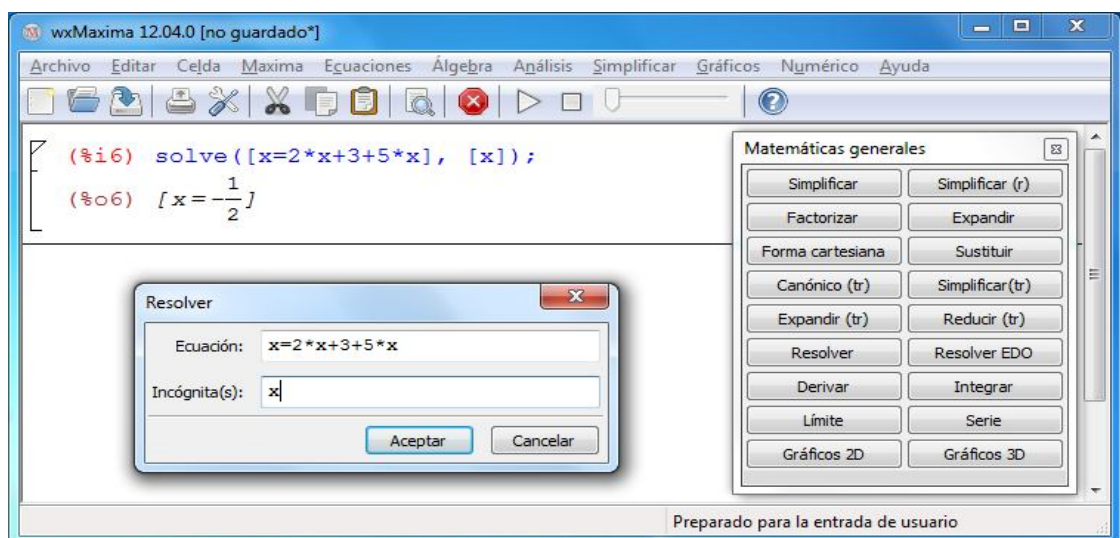 wxMaxima 12.04.0 [no guardado*]
Archivo Editar Celda Maxima Ecuaciones Álgebra Análisis Simplificar Gráficos Numérico Ayuda
(%i6) solve([x=2*x+3+5*x], [x]);
(%o6) [x=-1/2]
Matemáticas generales
Simplificar Simplificar (r)
Factorizar Expandir
Forma cartesiana Sustituir
Canónico (tr) Simplificar(tr)
Expandir (tr) Reducir (tr)
Resolver Resolver EDO
Derivar Integrar
Límite Serie
Gráficos 2D Gráficos 3D
Resolver
Ecuación: x=2*x+3+5*x
Incógnita(s): x
Aceptar Cancelar
Preparado para la entrada de usuario